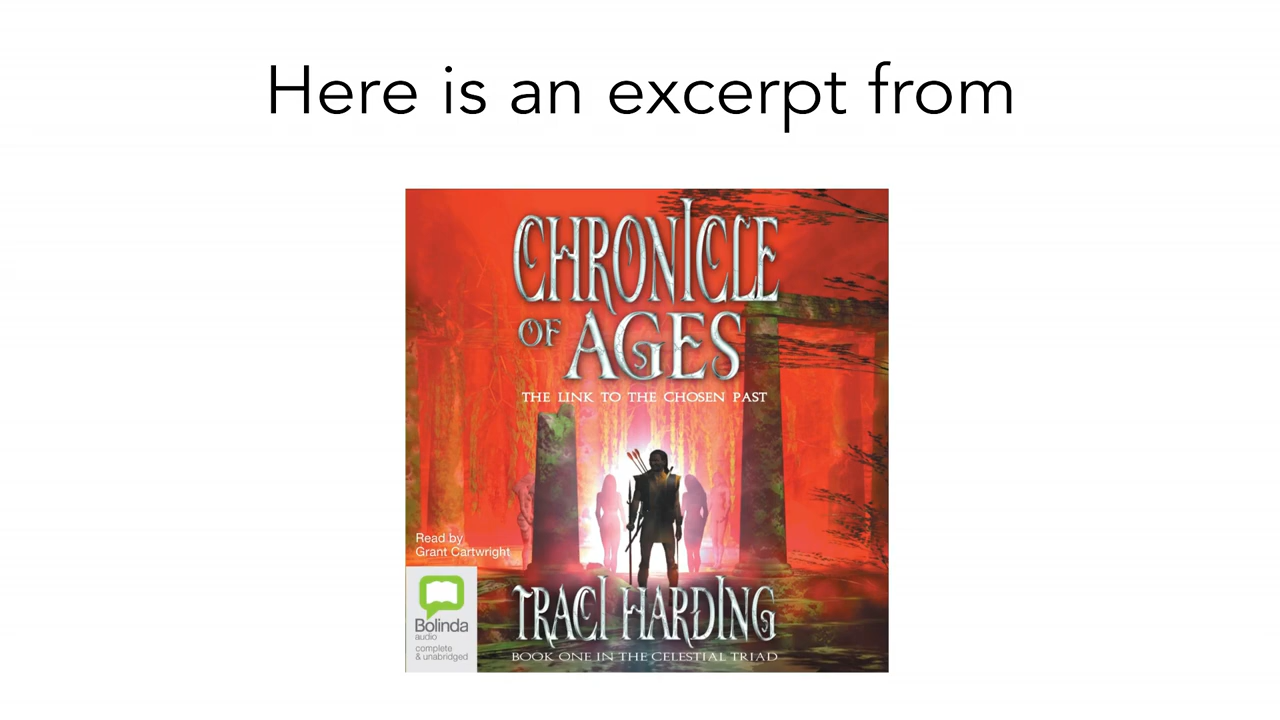 Here is an excerpt from
CHRONICLE
OF AGES
THE LINK TO THE CHOSEN PAST
Read by
Grant Cartwright
Bolinda
audio
complete
& unabridged
TRACI HARDING
BOOK ONE IN THE CELESTIAL TRIAD